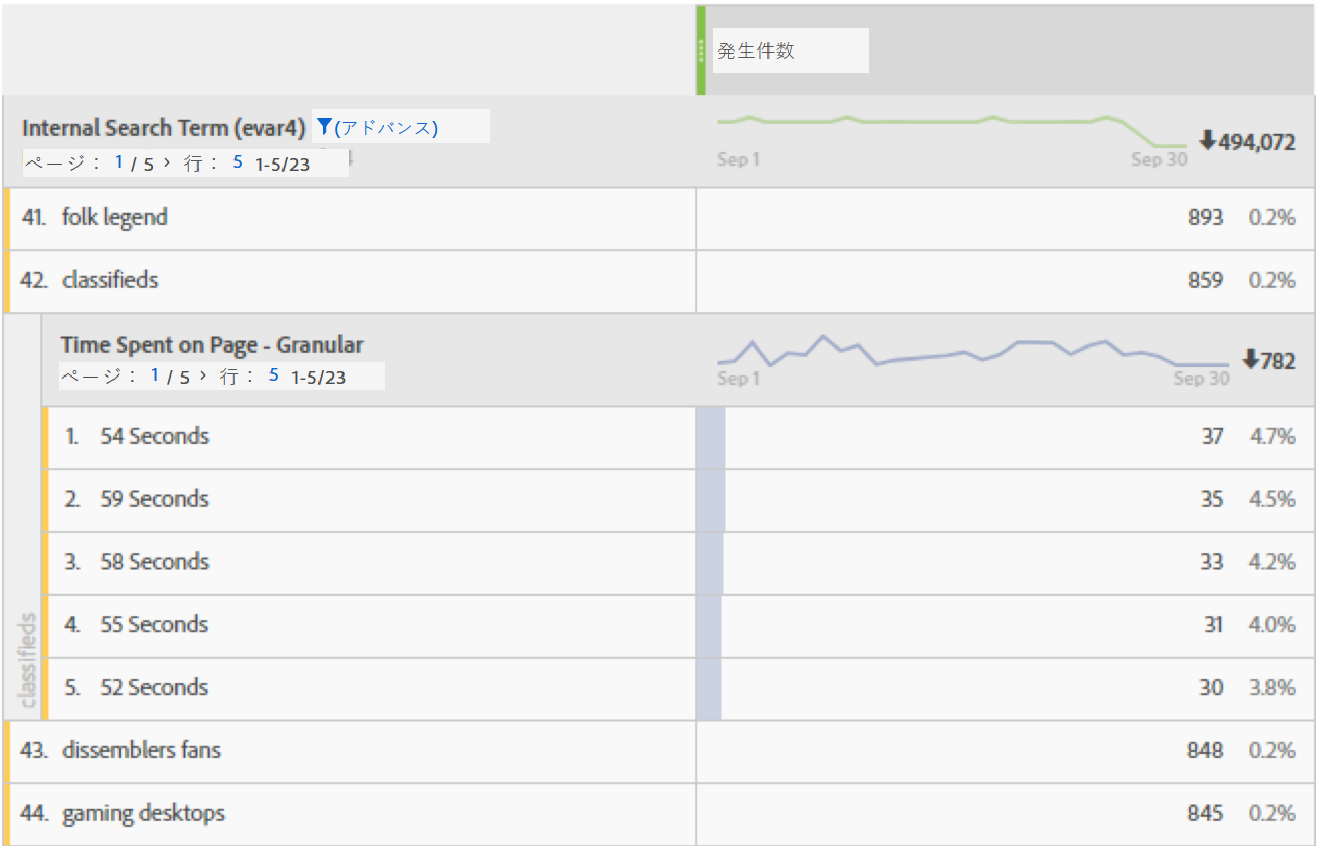 発生件数
Internal Search Term (evar4) (アドバンス)
ページ： 1 / 5 > 行： 5 1-5/23
Sep 1 Sep 30 494,072
41. folk legend 893 0.2%
42. classifieds 859 0.2%
Time Spent on Page - Granular
ページ： 1 / 5 > 行： 5 1-5/23
Sep 1 Sep 30 782
classifieds
1. 54 Seconds 37 4.7%
2. 59 Seconds 35 4.5%
3. 58 Seconds 33 4.2%
4. 55 Seconds 31 4.0%
5. 52 Seconds 30 3.8%
43. dissemblers fans 848 0.2%
44. gaming desktops 845 0.2%